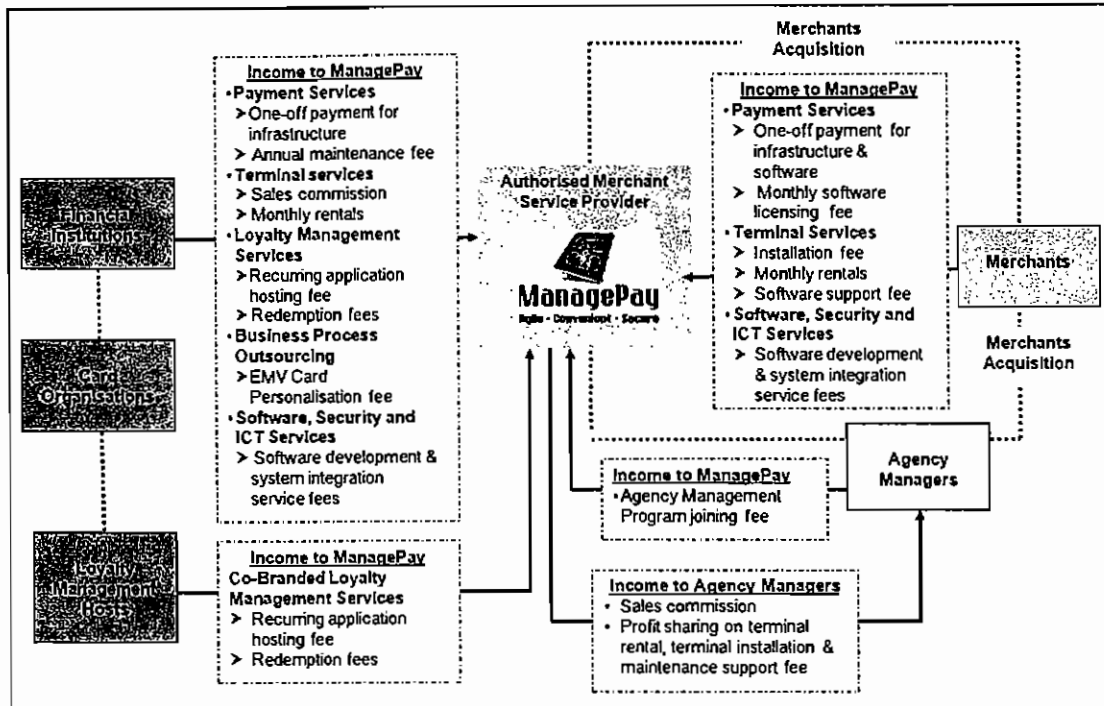 Merchants
Acquisition
Income to ManagePay
•Payment Services
➢One-off payment for
infrastructure
➢Annual maintenance fee
•Terminal services
➢Sales commission
➢Monthly rentals
•Loyalty Management
Services
➢Recurring application
hosting fee
➢Redemption fees
•Business Process
Outsourcing
➢EMV Card
Personalisation fee
•Software, Security and
ICT Services
➢Software development &
system integration
service fees
Financial
Institutions
Card
Organisations
Loyalty
Management
Hosts
Income to ManagePay
Co-Branded Loyalty
Management Services
➢Recurring application
hosting fee
➢Redemption fees
Authorised Merchant
Service Provider
ManagePay
Agile • Convenient • Secure
Income to ManagePay
•Payment Services
➢One-off payment for
infrastructure &
software
➢Monthly software
licensing fee
•Terminal Services
➢Installation fee
➢Monthly rentals
➢Software support fee
•Software, Security and
ICT Services
➢Software development
& system integration
service fees
Merchants
Merchants
Acquisition
Agency
Managers
Income to ManagePay
•Agency Management
Program joining fee
Income to Agency Managers
• Sales commission
• Profit sharing on terminal
rental, terminal installation &
maintenance support fee